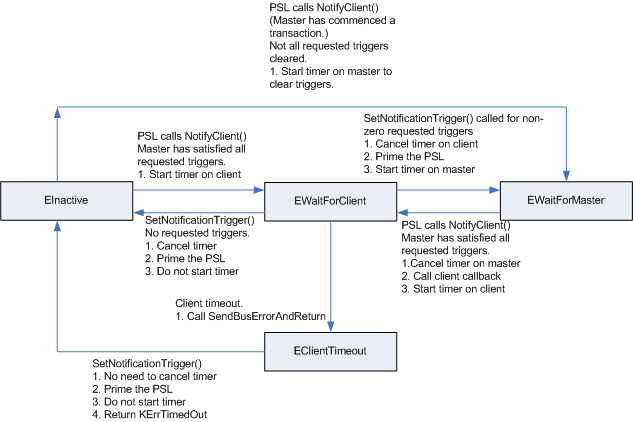 PSL calls NotifyClient()
(Master has commenced a
transaction.)
Not all requested triggers
cleared.
1. Start timer on master to
clear triggers.
PSL calls NotifyClient()
Master has satisfied all
requested triggers.
1. Start timer on client
SetNotificationTrigger() called for non-
zero requested triggers
1. Cancel timer on client
2. Prime the PSL
3. Start timer on master
EInactive
EWaitForClient
EWaitForMaster
SetNotificationTrigger()
No requested triggers.
1. Cancel timer
2. Prime the PSL
3. Do not start timer
PSL calls NotifyClient()
Master has satisfied all
requested triggers.
1.Cancel timer on master
2. Call client callback
3. Start timer on client
Client timeout.
1. Call SendBusErrorAndReturn
EClientTimeout
SetNotificationTrigger()
1. No need to cancel timer
2. Prime the PSL
3. Do not start timer
4. Return KErrTimedOut